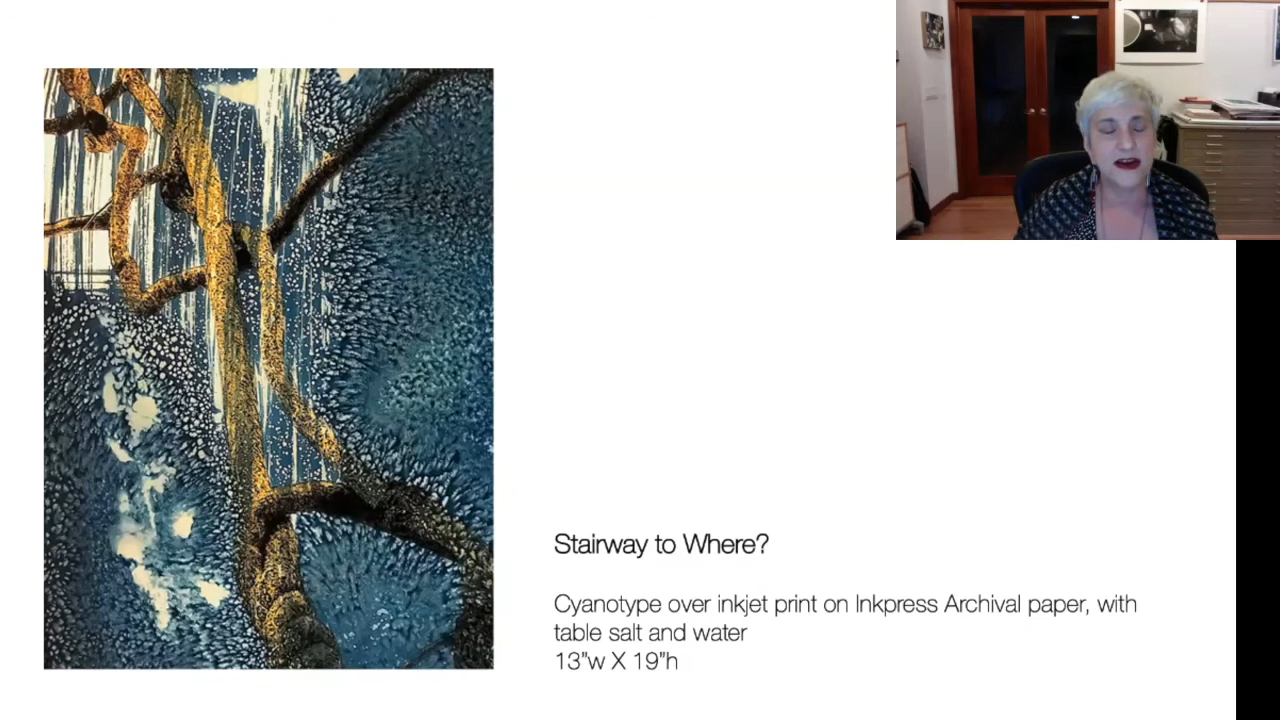 Stairway to Where?
Cyanotype over inkjet print on Inkpress Archival paper, with
table salt and water
13”w X 19”h